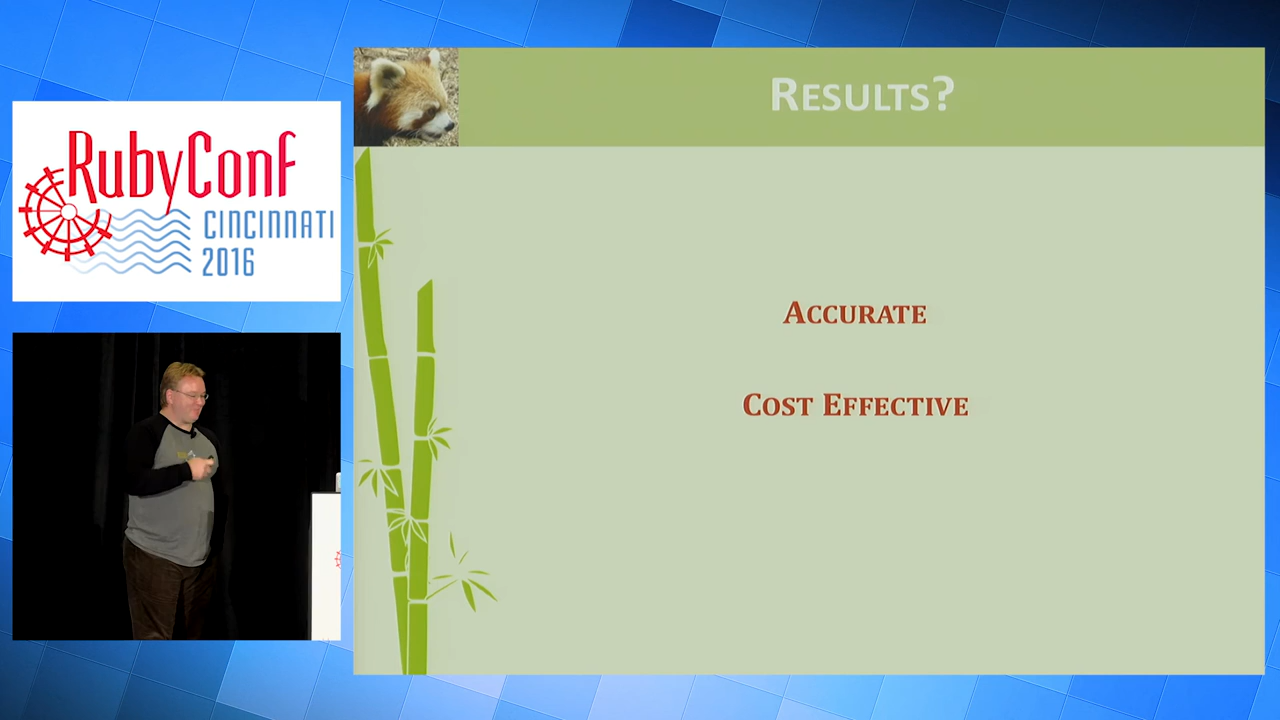 RubyConf
CINCINNATI
2016
RESULTS?
ACCURATE
COST EFFECTIVE